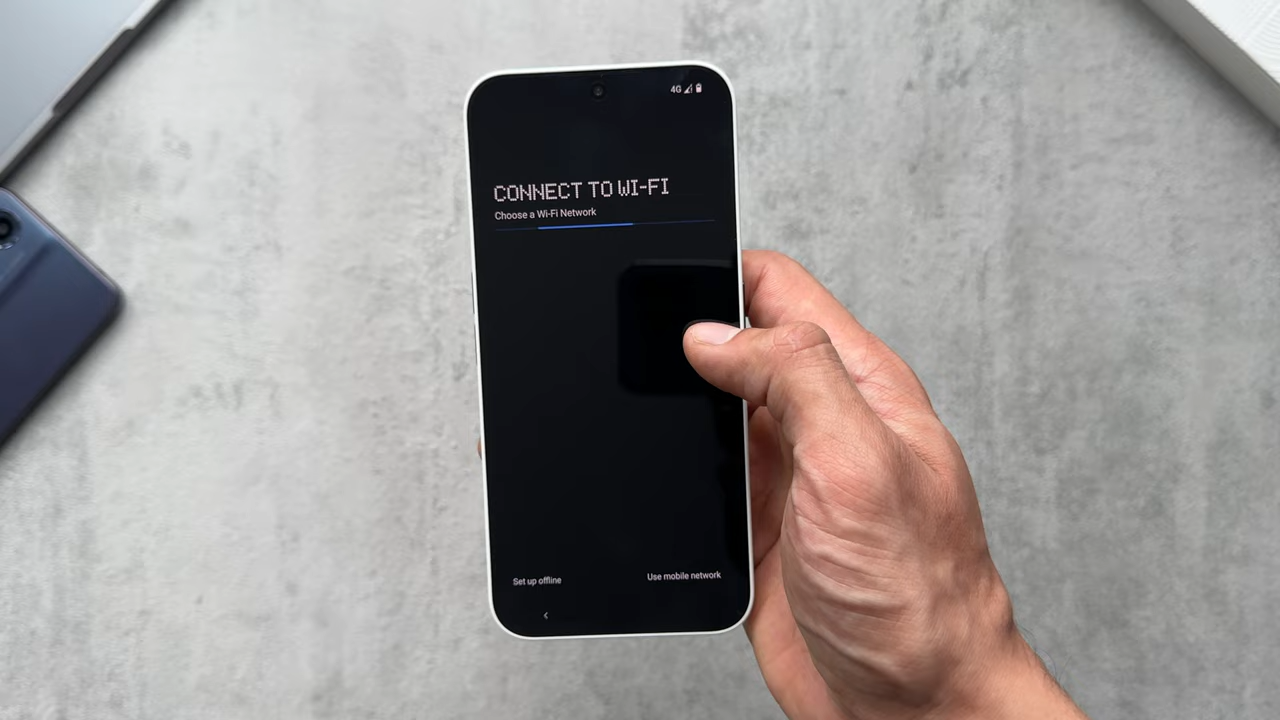 4G
CONNECT TO WI-FI
Choose a Wi-Fi Network
Set up offline
Use mobile network